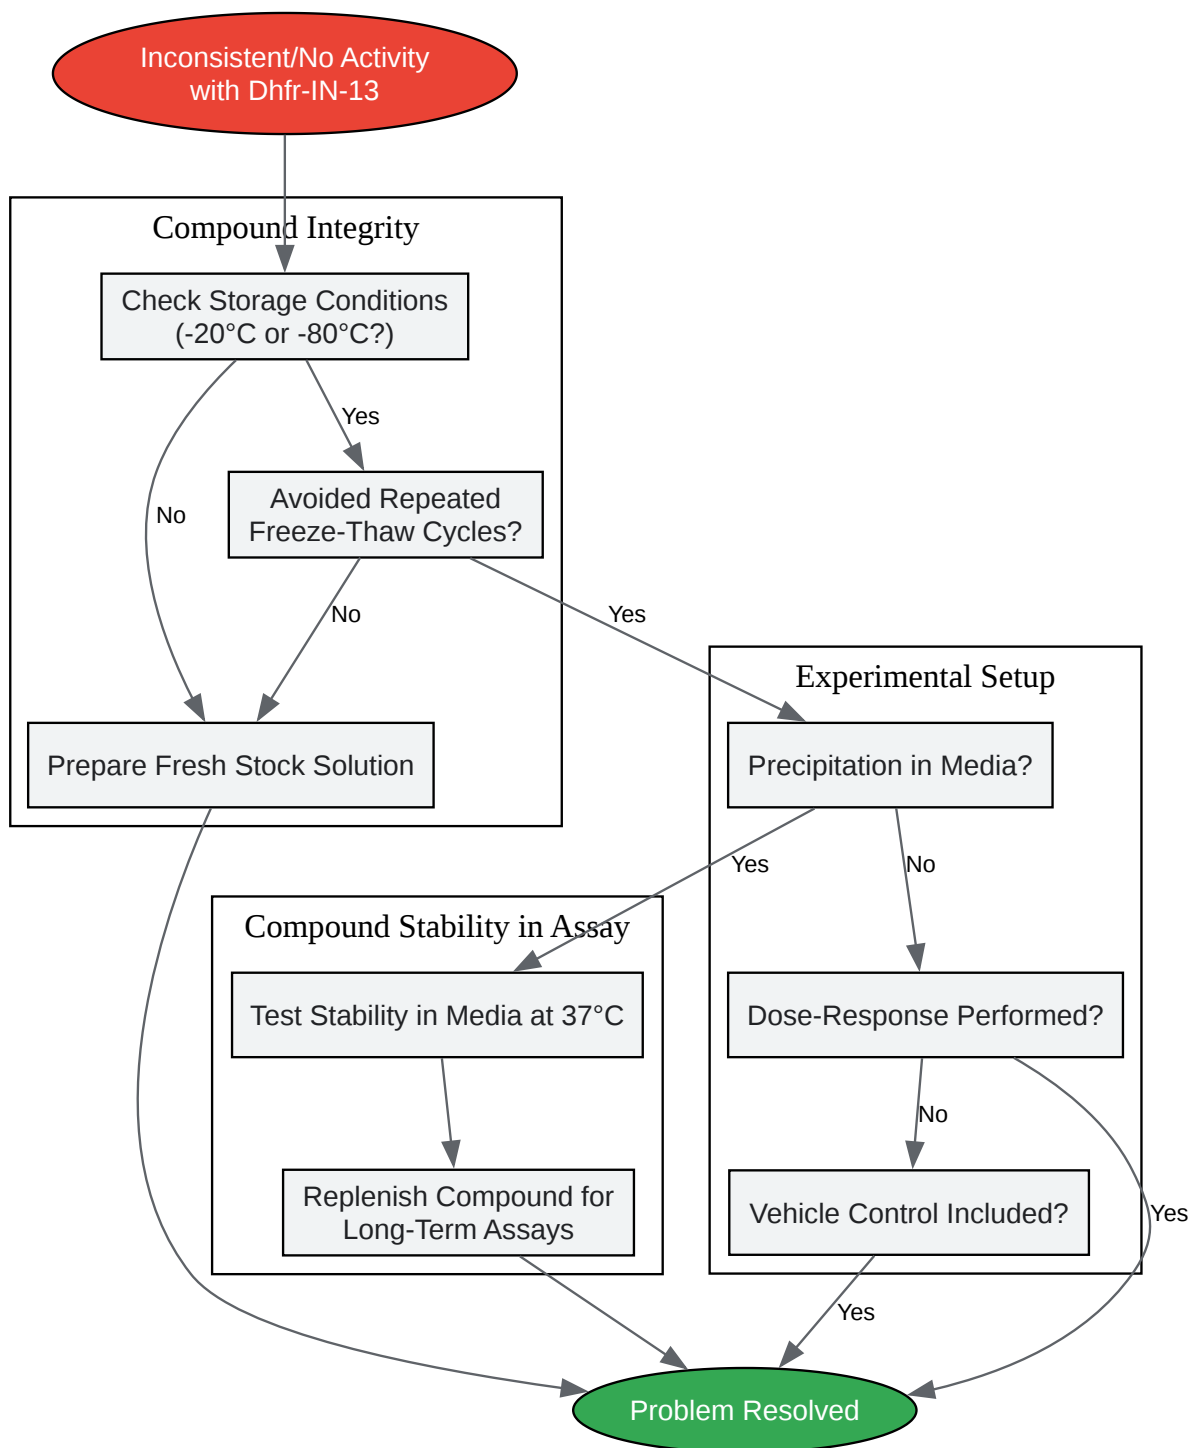 Inconsistent/No Activity
with Dhfr-IN-13
Compound Integrity
Check Storage Conditions
(-20°C or -80°C?)
Yes
Avoided Repeated
Freeze-Thaw Cycles?
No
No
Yes
Prepare Fresh Stock Solution
Experimental Setup
Precipitation in Media?
Yes
No
Compound Stability in Assay
Test Stability in Media at 37°C
Dose-Response Performed?
No
Replenish Compound for
Long-Term Assays
Vehicle Control Included?
Yes
Yes
Problem Resolved